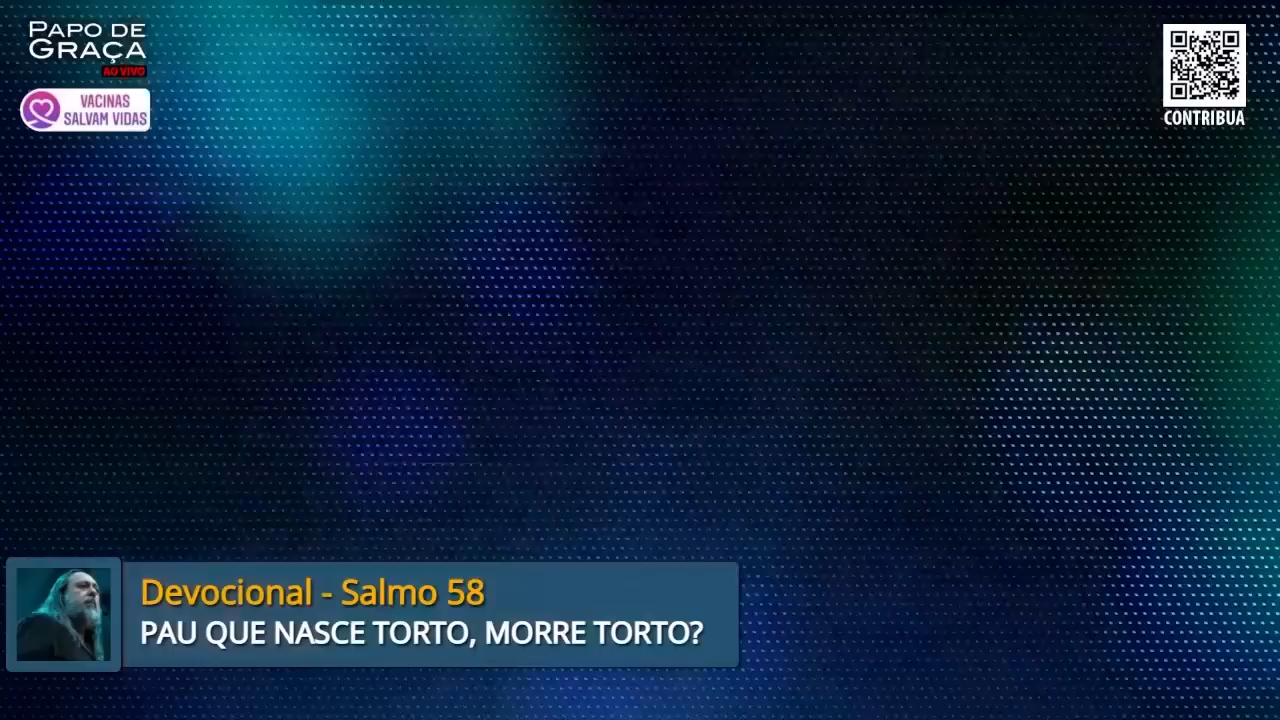 PAPO DE
GRAÇA
AO VIVO
VACINAS
SALVAM VIDAS
CONTRIBUA
Devocional - Salmo 58
PAU QUE NASCE TORTO, MORRE TORTO?